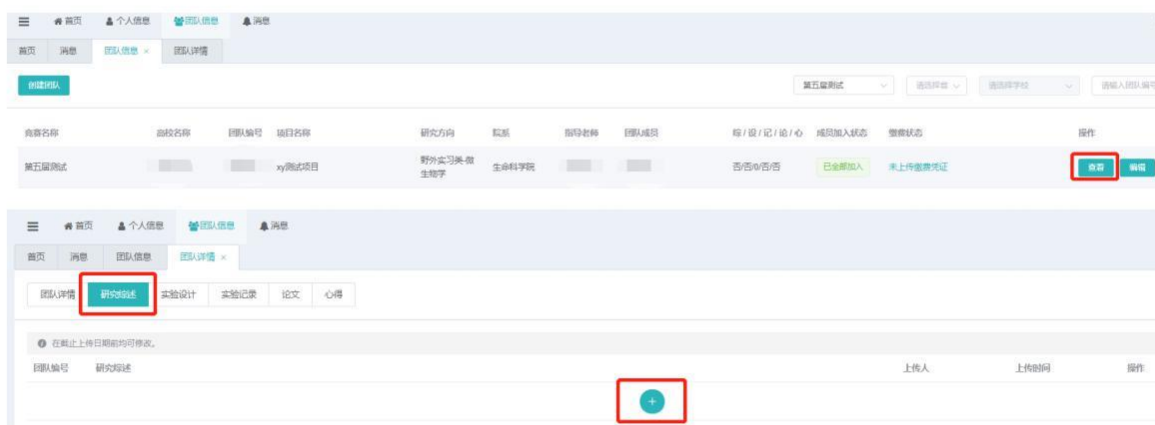 首页 个人信息 团队信息 消息
首页 消息 团队信息 × 团队详情
创建团队 第五届测试 请选择省 请选择学校 请输入团队编号
竞赛名称 高校名称 团队编号 项目名称 研究方向 院系 指导老师 团队成员 综/设/记/论/心 成员加入状态 缴费状态 操作
第五届测试 xy测试项目 野外实习类-微生物学 生命科学院 否/否/0/否/否 已全部加入 未上传缴费凭证 查看 编辑
首页 个人信息 团队信息 消息
首页 消息 团队信息 团队详情 ×
团队详情 研究综述 实验设计 实验记录 论文 心得
在截止上传日期前均可修改。
团队编号 研究综述 上传人 上传时间 操作
+